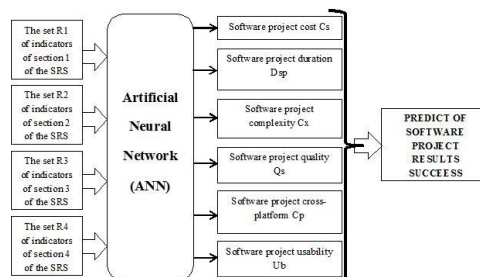 The set R1
of indicators
of section 1
of the SRS
The set R2
of indicators
of section 2
of the SRS
The set R3
of indicators
of section 3
of the SRS
The set R4
of indicators
of section 4
of the SRS
Artificial
Neural
Network
(ANN)
Software project cost Cs
Software project duration
Dsp
Software project
complexity Cx
Software project quality
Qs
Software project cross-
platform Cp
Software project usability
Ub
PREDICT OF
SOFTWARE
PROJECT
RESULTS
SUCCEESS